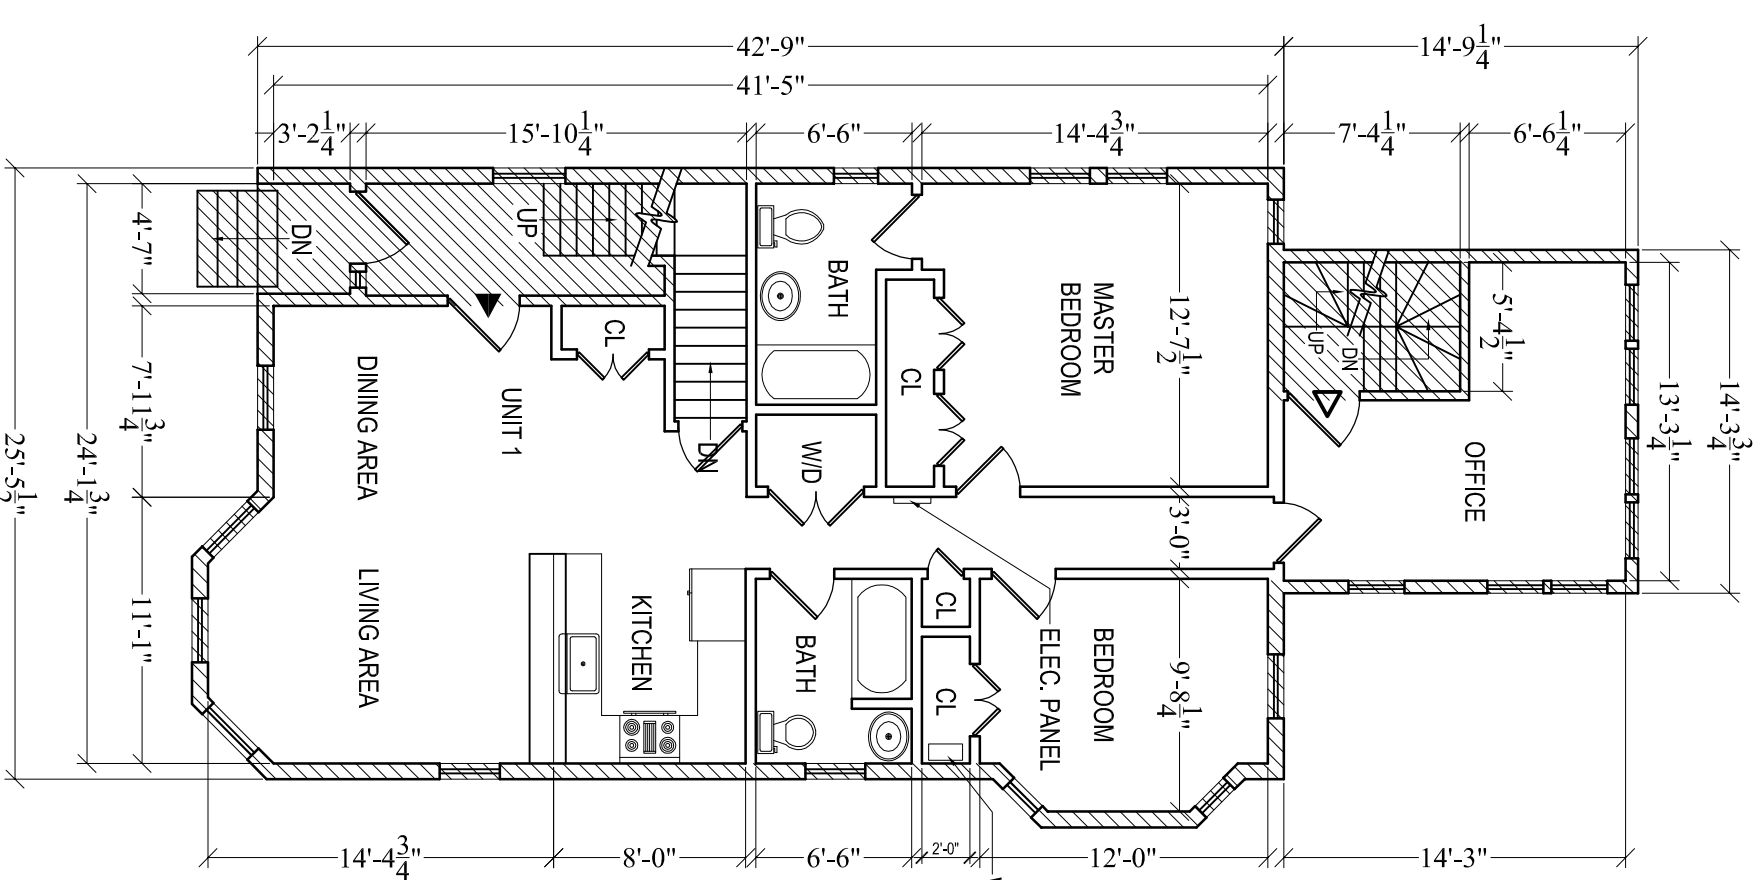 42'-9"
14'-9 1/4
41'-5"
3'-2 1/4"
15'-10 1/4"
6'-6"
14'-4 3/4"
7'-4 1/4"
6'-6 1/4"
4'-7"
7'-11 3/4"
11'-1"
24'-1 3/4"
25'-5 1/2"
DN
UP
BATH
MASTER
BEDROOM
12'-7 1/2"
UP
DN
5'-4 1/2"
14'-3 3/4"
13'-3 1/4"
CL
CL
DINING AREA
UNIT 1
DN
W/D
OFFICE
3'-0"
LIVING AREA
KITCHEN
BATH
CL
CL
ELEC. PANEL
BEDROOM
9'-8 1/4"
14'-4 3/4"
8'-0"
6'-6"
2'-0"
12'-0"
14'-3"